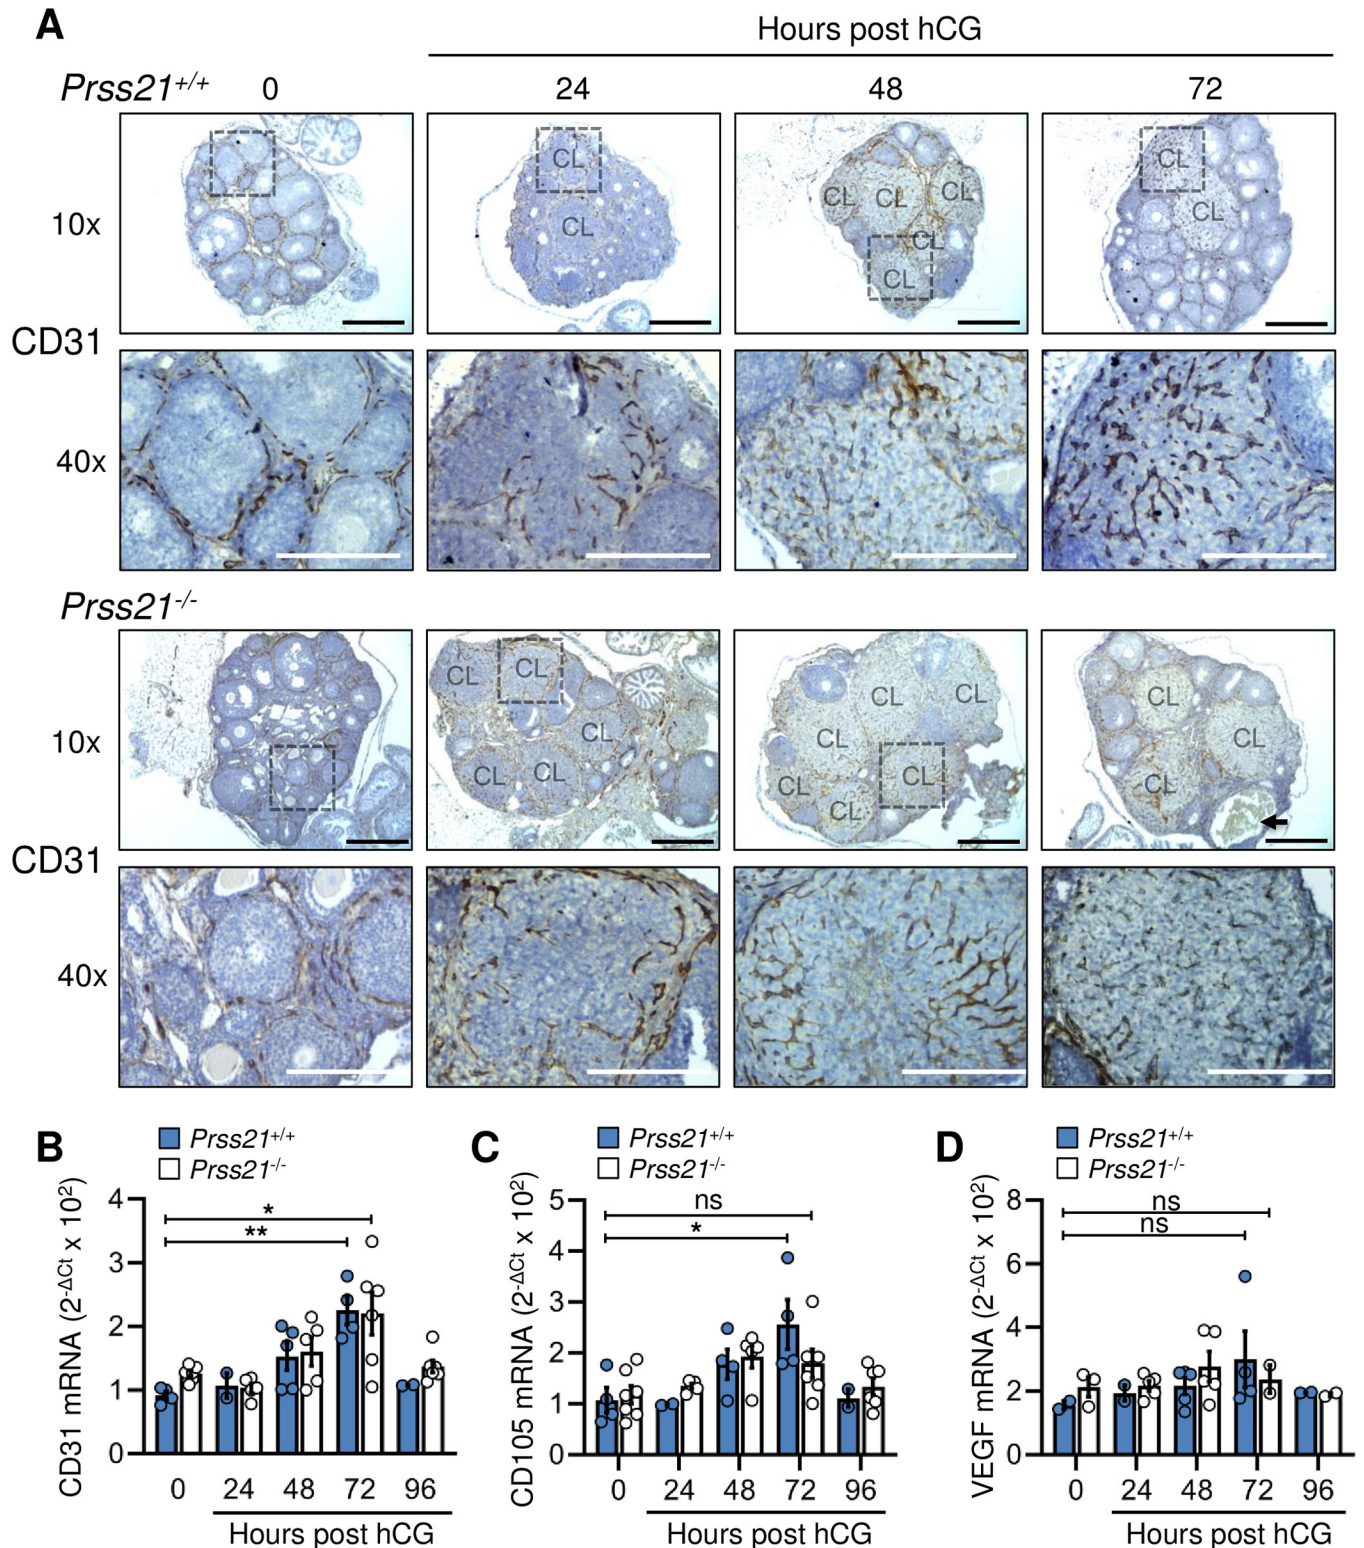 A
Hours post hCG
Prss21+/+ 0 24 48 72
10x
CL
CL
CL
CL
CL
CL
CL
CL
CL
CD31
40x
Prss21-/-
10x
CL
CL
CL
CL
CL
CL
CL
CL
CL
CL
CL
CL
CL
CL
CD31
40x
B
Prss21+/+
Prss21-/-
CD31 mRNA (2-ΔCt x 102)
4
3
2
1
0
*
**
0 24 48 72 96
Hours post hCG
C
Prss21+/+
Prss21-/-
CD105 mRNA (2-ΔCt x 102)
5
4
3
2
1
0
ns
*
0 24 48 72 96
Hours post hCG
D
Prss21+/+
Prss21-/-
VEGF mRNA (2-ΔCt x 102)
8
6
4
2
0
ns
ns
0 24 48 72 96
Hours post hCG